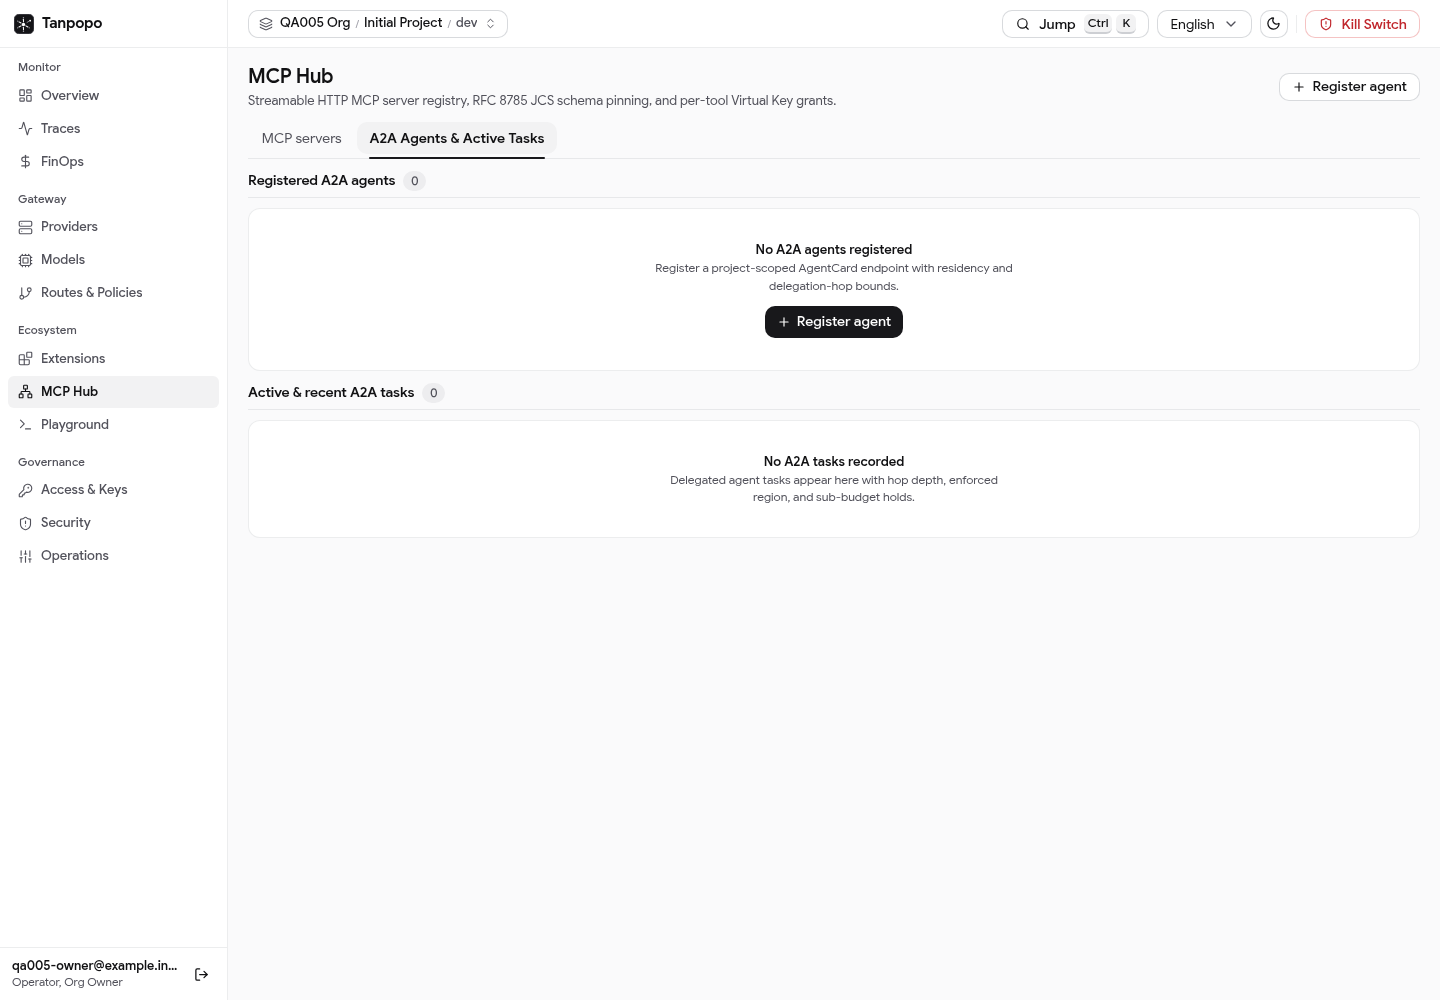 Tanpopo
QA005 Org / Initial Project / dev
Jump Ctrl K
English
Kill Switch
Monitor
Overview
Traces
FinOps
Gateway
Providers
Models
Routes & Policies
Ecosystem
Extensions
MCP Hub
Playground
Governance
Access & Keys
Security
Operations
qa005-owner@example.in...
Operator, Org Owner
MCP Hub
Streamable HTTP MCP server registry, RFC 8785 JCS schema pinning, and per-tool Virtual Key grants.
Register agent
MCP servers
A2A Agents & Active Tasks
Registered A2A agents 0
No A2A agents registered
Register a project-scoped AgentCard endpoint with residency and
delegation-hop bounds.
Register agent
Active & recent A2A tasks 0
No A2A tasks recorded
Delegated agent tasks appear here with hop depth, enforced
region, and sub-budget holds.